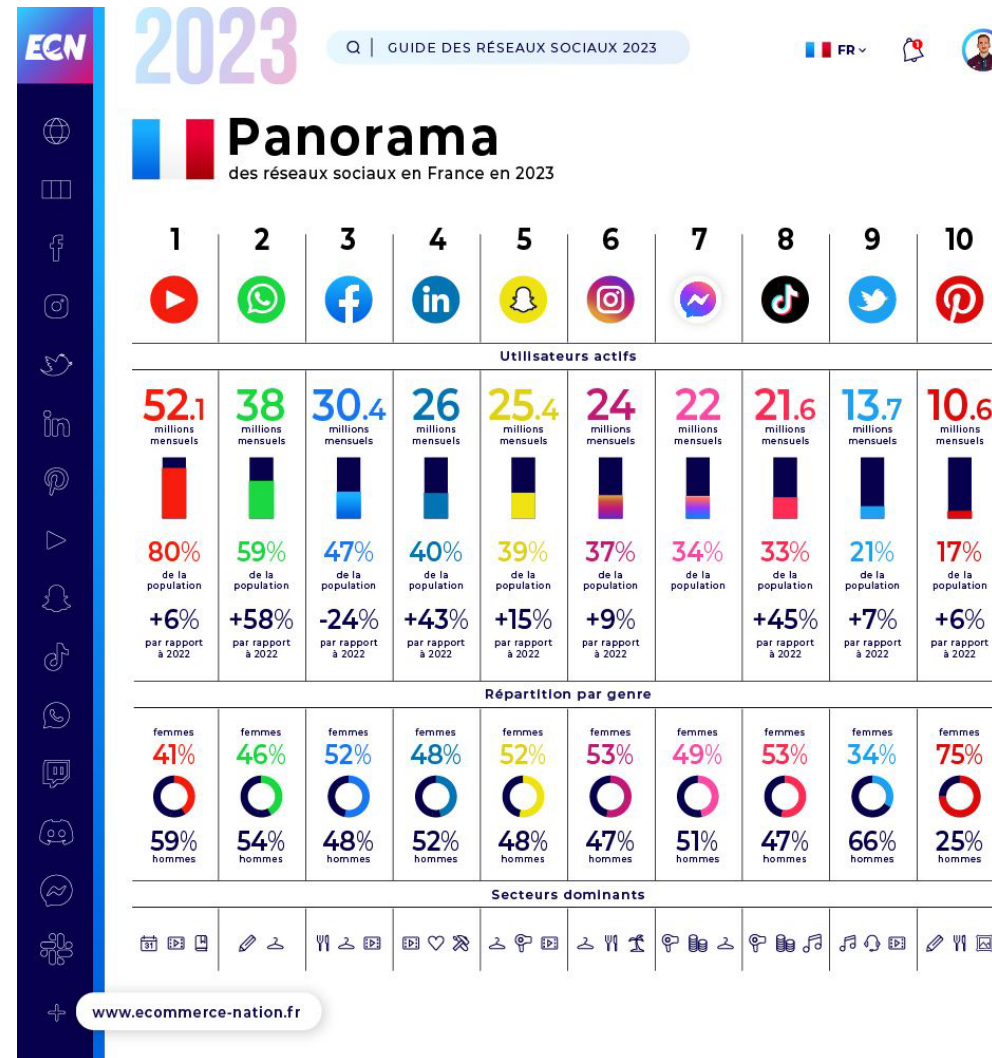 ECN
2023
GUIDE DES RÉSEAUX SOCIAUX 2023
FR
1
Panorama
des réseaux sociaux en France en 2023
1 2 3 4 5 6 7 8 9 10
in
Utilisateurs actifs
52.1 38 30.4 26 25.4 24 22 21.6 13.7 10.6
millions millions millions millions millions millions millions millions millions millions
mensuels mensuels mensuels mensuels mensuels mensuels mensuels mensuels mensuels mensuels
80% 59% 47% 40% 39% 37% 34% 33% 21% 17%
de la de la de la de la de la de la de la de la de la de la
population population population population population population population population population population
+6% +58% -24% +43% +15% +9% +45% +7% +6%
par rapport par rapport par rapport par rapport par rapport par rapport par rapport par rapport par rapport
à 2022 à 2022 à 2022 à 2022 à 2022 à 2022 à 2022 à 2022 à 2022
Répartition par genre
femmes femmes femmes femmes femmes femmes femmes femmes femmes femmes
41% 46% 52% 48% 52% 53% 49% 53% 34% 75%
59% 54% 48% 52% 48% 47% 51% 47% 66% 25%
hommes hommes hommes hommes hommes hommes hommes hommes hommes hommes
Secteurs dominants
31
www.ecommerce-nation.fr